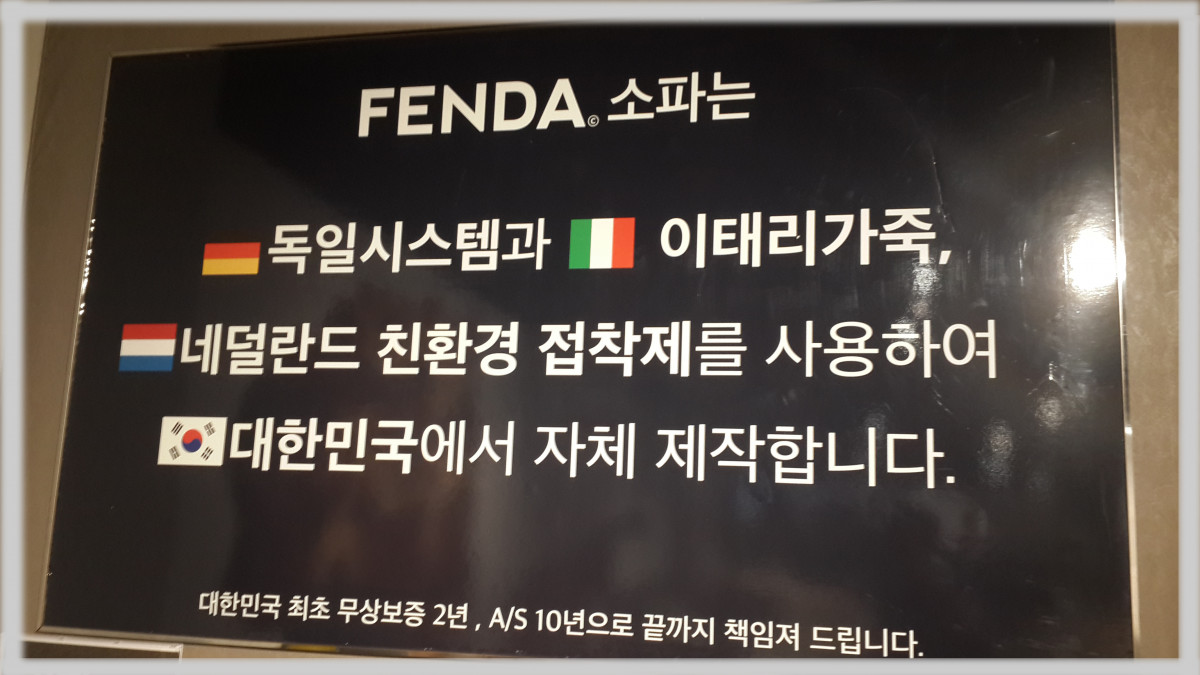 FENDA© 소파는
독일시스템과 이태리가죽,
네덜란드 친환경 접착제를 사용하여
대한민국에서 자체 제작합니다.
대한민국 최초 무상보증 2년 , A/S 10년으로 끝까지 책임져 드립니다.